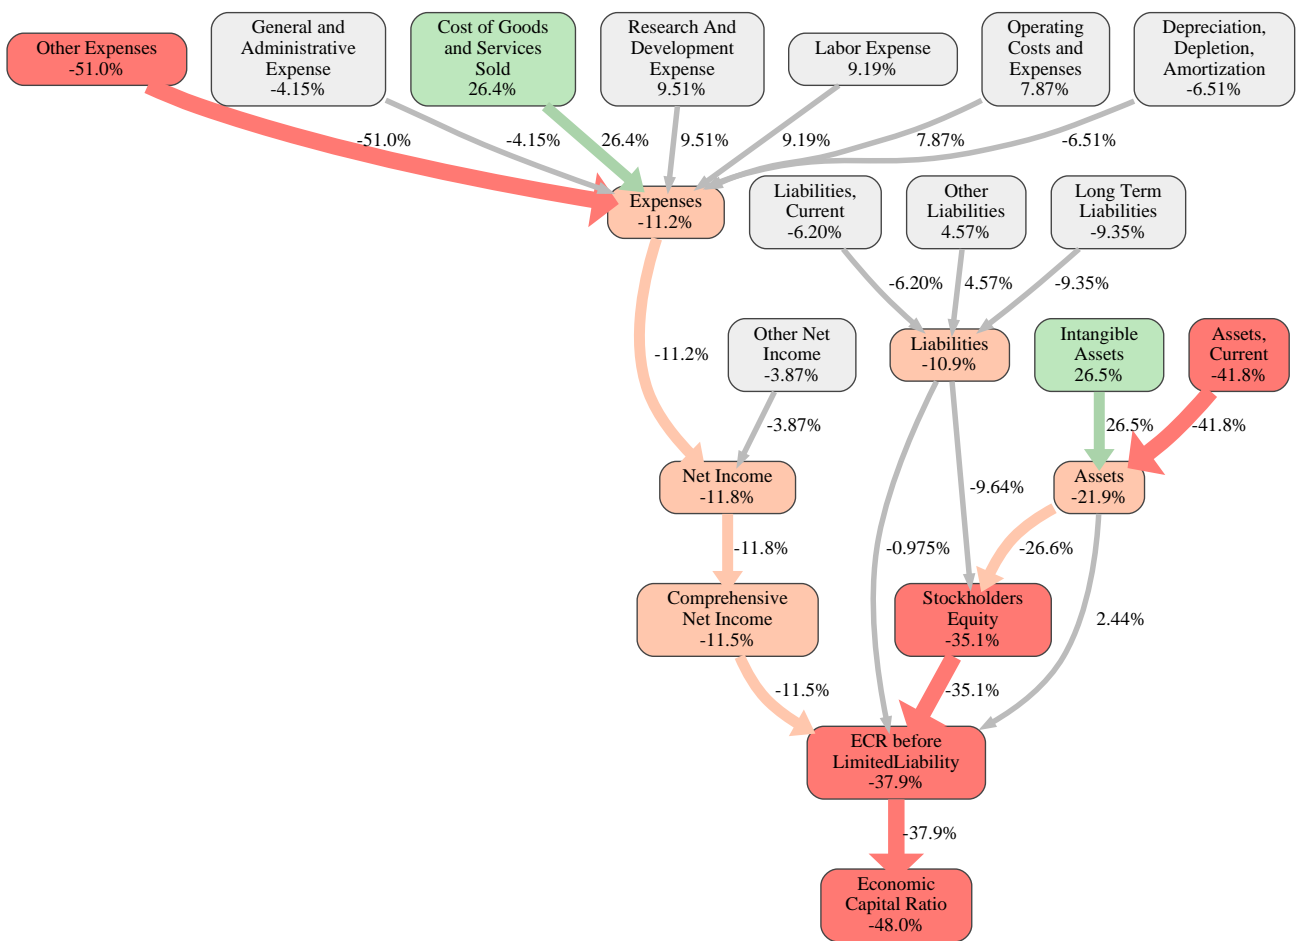 Other Expenses
-51.0%
General and
Administrative
Expense
-4.15%
Cost of Goods
and Services
Sold
26.4%
Research And
Development
Expense
9.51%
Labor Expense
9.19%
Operating
Costs and
Expenses
7.87%
Depreciation,
Depletion,
Amortization
-6.51%
-51.0%
-4.15%
26.4%
9.51%
9.19%
7.87%
-6.51%
Expenses
-11.2%
Liabilities,
Current
-6.20%
Other
Liabilities
4.57%
Long Term
Liabilities
-9.35%
-6.20%
4.57%
-9.35%
-11.2%
Other Net
Income
-3.87%
Liabilities
-10.9%
Intangible
Assets
26.5%
Assets,
Current
-41.8%
-3.87%
26.5%
-41.8%
Net Income
-11.8%
-9.64%
Assets
-21.9%
-11.8%
-0.975%
-26.6%
Comprehensive
Net Income
-11.5%
Stockholders
Equity
-35.1%
2.44%
-11.5%
-35.1%
ECR before
LimitedLiability
-37.9%
-37.9%
Economic
Capital Ratio
-48.0%